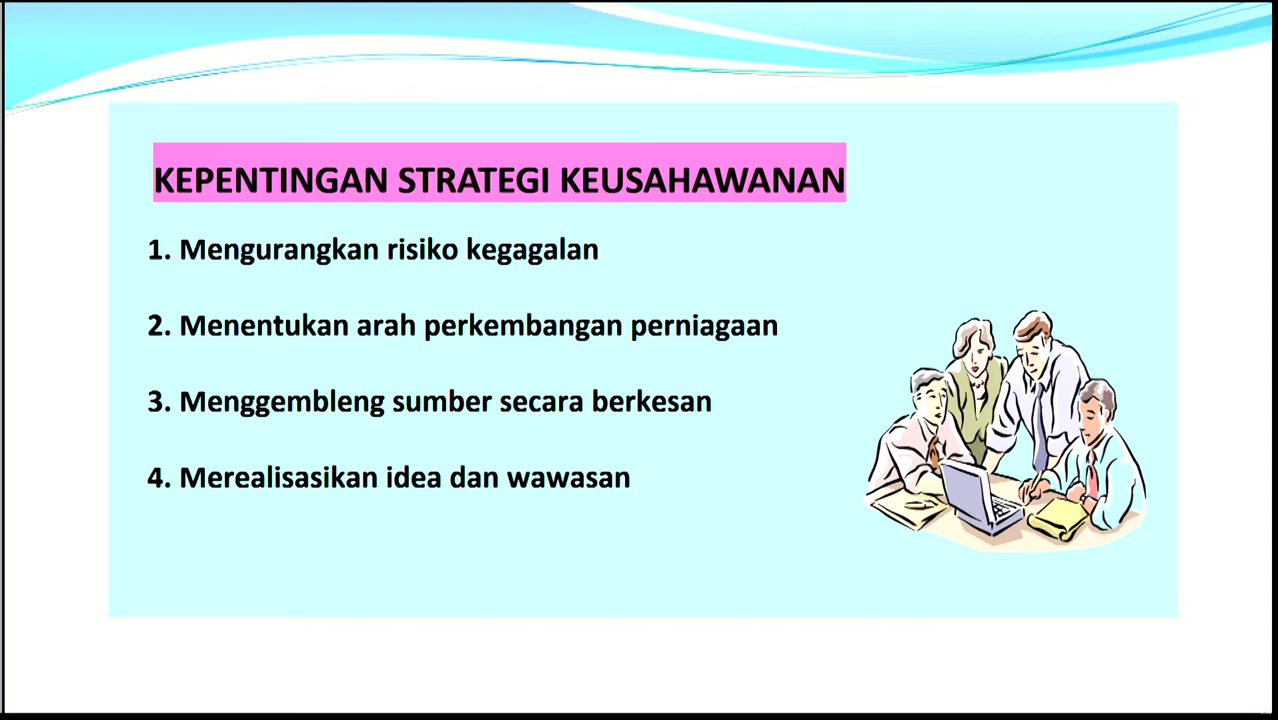 KEPENTINGAN STRATEGI KEUSAHAWANAN
1. Mengurangkan risiko kegagalan
2. Menentukan arah perkembangan perniagaan
3. Menggembleng sumber secara berkesan
4. Merealisasikan idea dan wawasan